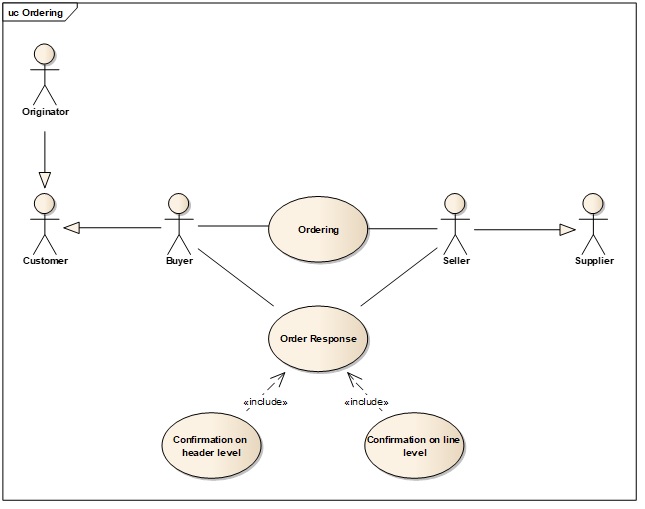 uc Ordering
Originator
Customer
Buyer
Ordering
Seller
Supplier
Order Response
«include»
«include»
Confirmation on
header level
Confirmation on line
level